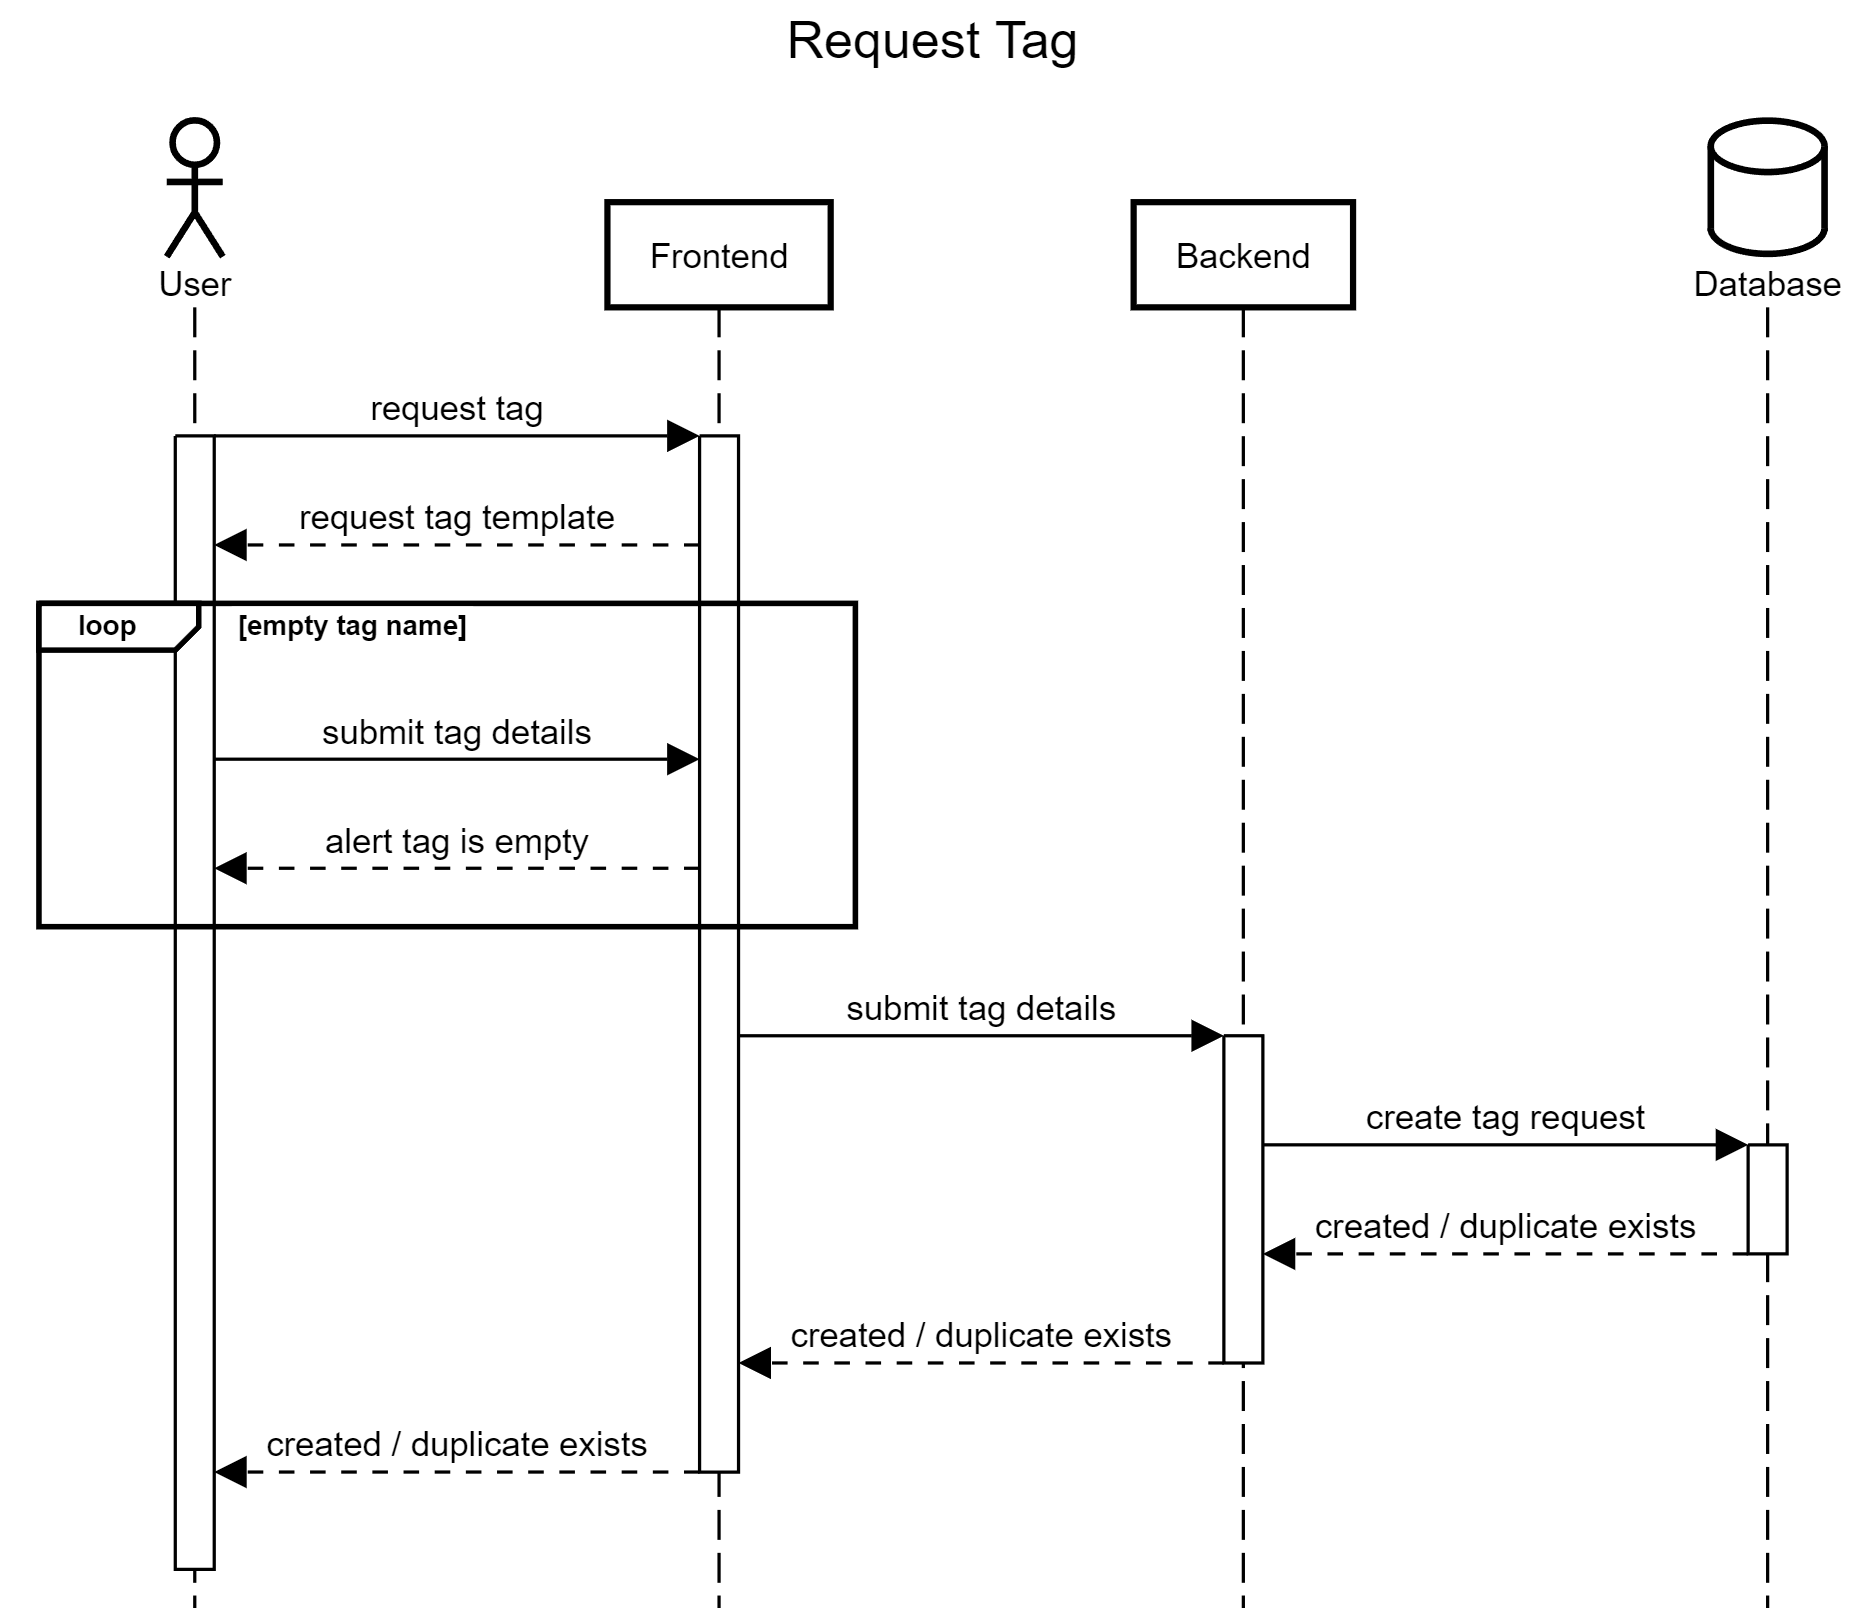 Request Tag
User
Frontend
Backend
Database
request tag
request tag template
loop
[empty tag name]
submit tag details
alert tag is empty
submit tag details
create tag request
created / duplicate exists
created / duplicate exists
created / duplicate exists